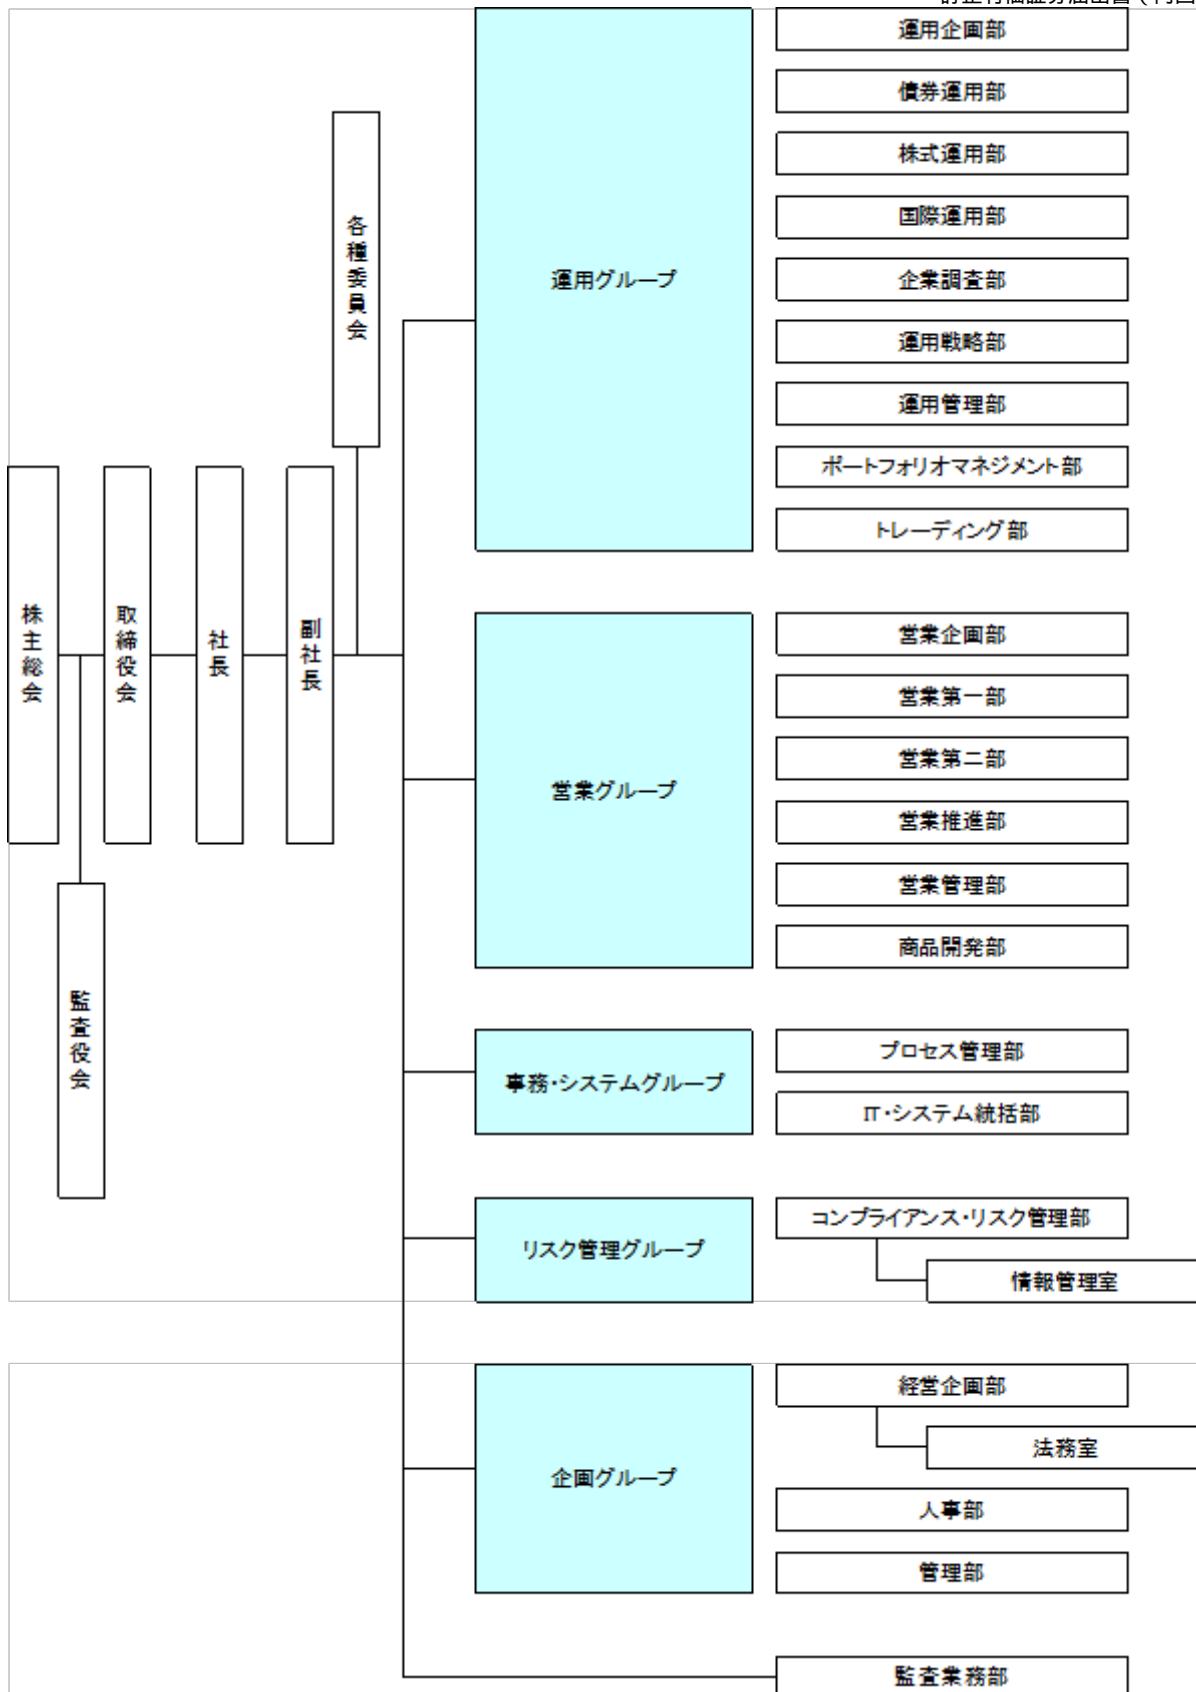 株主総会
監査役会
取締役会
社長
副社長
各種委員会
運用グループ
運用企画部
債券運用部
株式運用部
国際運用部
企業調査部
運用戦略部
運用管理部
ポートフォリオマネジメント部
トレーディング部
営業グループ
営業企画部
営業第一部
営業第二部
営業推進部
営業管理部
商品開発部
事務・システムグループ
プロセス管理部
IT・システム統括部
リスク管理グループ
コンプライアンス・リスク管理部
情報管理室
企画グループ
経営企画部
法務室
人事部
管理部
監査業務部